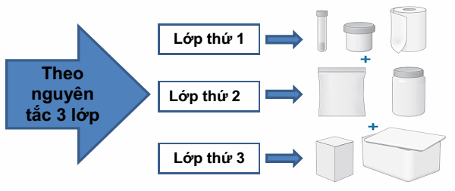 Theo
nguyên
tắc 3 lớp
Lớp thứ 1
+
Lớp thứ 2
+
Lớp thứ 3